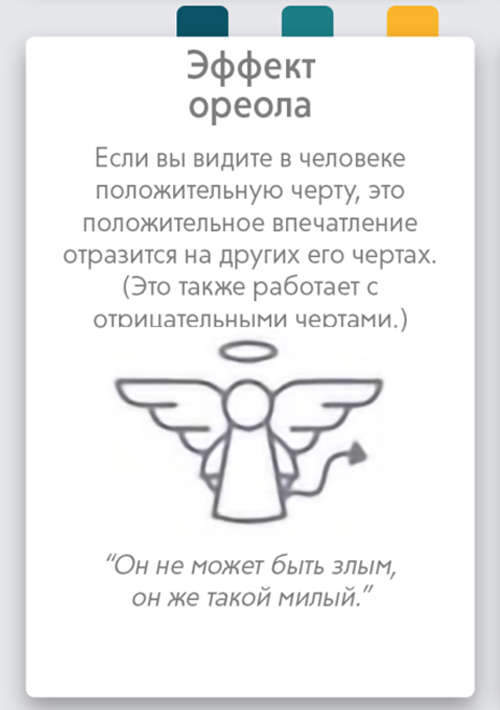 Эффект
ореола
Если вы видите в человеке
положительную черту, это
положительное впечатление
отразится на других его чертах.
(Это также работает с
отрицательными чертами.)
“Он не может быть злым,
он же такой милый.”